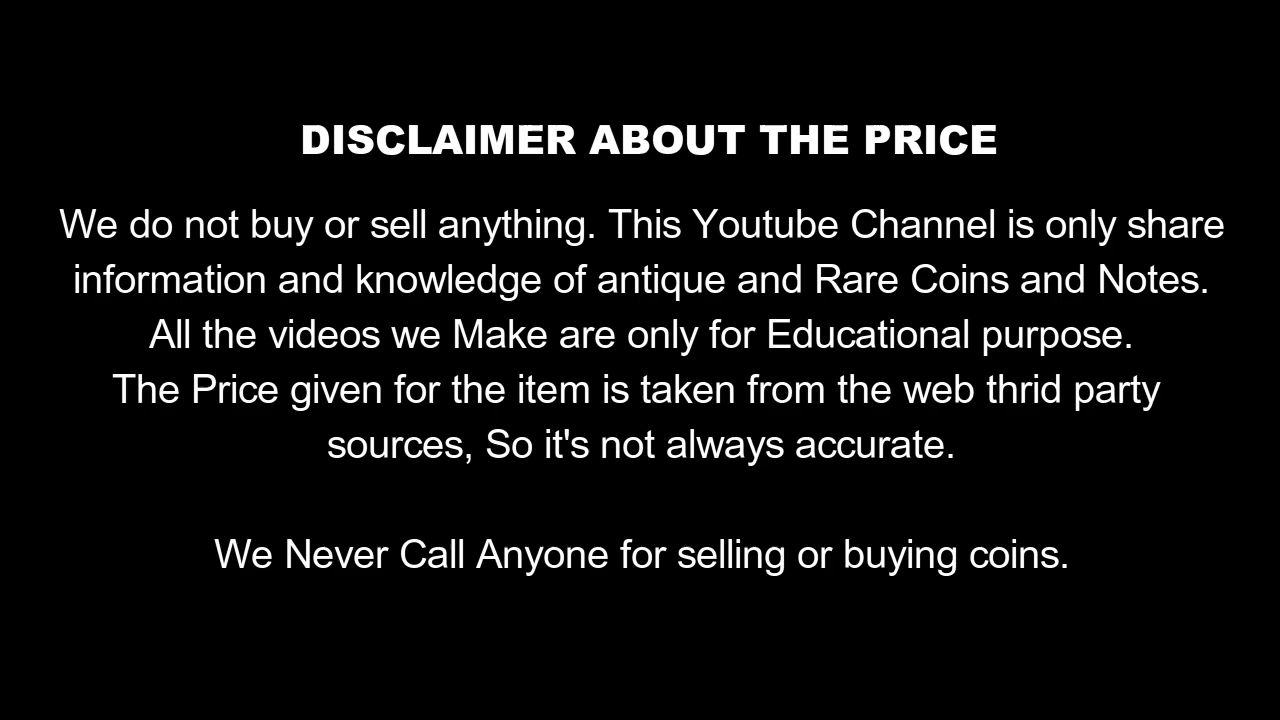 DISCLAIMER ABOUT THE PRICE
We do not buy or sell anything. This Youtube Channel is only share
information and knowledge of antique and Rare Coins and Notes.
All the videos we Make are only for Educational purpose.
The Price given for the item is taken from the web thrid party
sources, So it's not always accurate.
We Never Call Anyone for selling or buying coins.